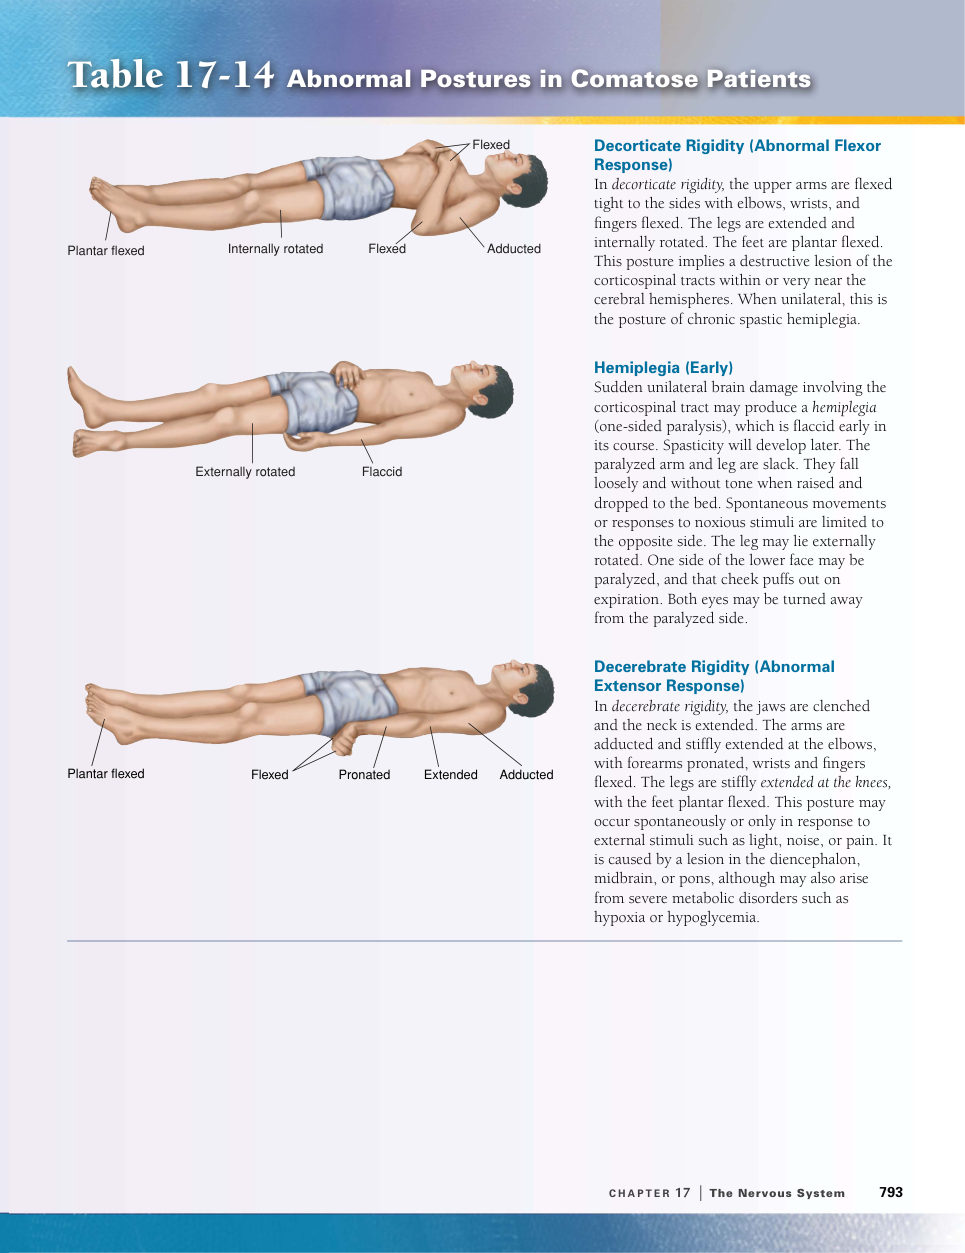 Table 17-14 Abnormal Postures in Comatose Patients
Flexed
Plantar flexed
Internally rotated
Flexed
Adducted
Decorticate Rigidity (Abnormal Flexor
Response)
In decorticate rigidity, the upper arms are flexed
tight to the sides with elbows, wrists, and
fingers flexed. The legs are extended and
internally rotated. The feet are plantar flexed.
This posture implies a destructive lesion of the
corticospinal tracts within or very near the
cerebral hemispheres. When unilateral, this is
the posture of chronic spastic hemiplegia.
Externally rotated
Flaccid
Hemiplegia (Early)
Sudden unilateral brain damage involving the
corticospinal tract may produce a hemiplegia
(one-sided paralysis), which is flaccid early in
its course. Spasticity will develop later. The
paralyzed arm and leg are slack. They fall
loosely and without tone when raised and
dropped to the bed. Spontaneous movements
or responses to noxious stimuli are limited to
the opposite side. The leg may lie externally
rotated. One side of the lower face may be
paralyzed, and that cheek puffs out on
expiration. Both eyes may be turned away
from the paralyzed side.
Plantar flexed
Flexed
Pronated
Extended
Adducted
Decerebrate Rigidity (Abnormal
Extensor Response)
In decerebrate rigidity, the jaws are clenched
and the neck is extended. The arms are
adducted and stiffly extended at the elbows,
with forearms pronated, wrists and fingers
flexed. The legs are stiffly extended at the knees,
with the feet plantar flexed. This posture may
occur spontaneously or only in response to
external stimuli such as light, noise, or pain. It
is caused by a lesion in the diencephalon,
midbrain, or pons, although may also arise
from severe metabolic disorders such as
hypoxia or hypoglycemia.
CHAPTER 17 | The Nervous System 793